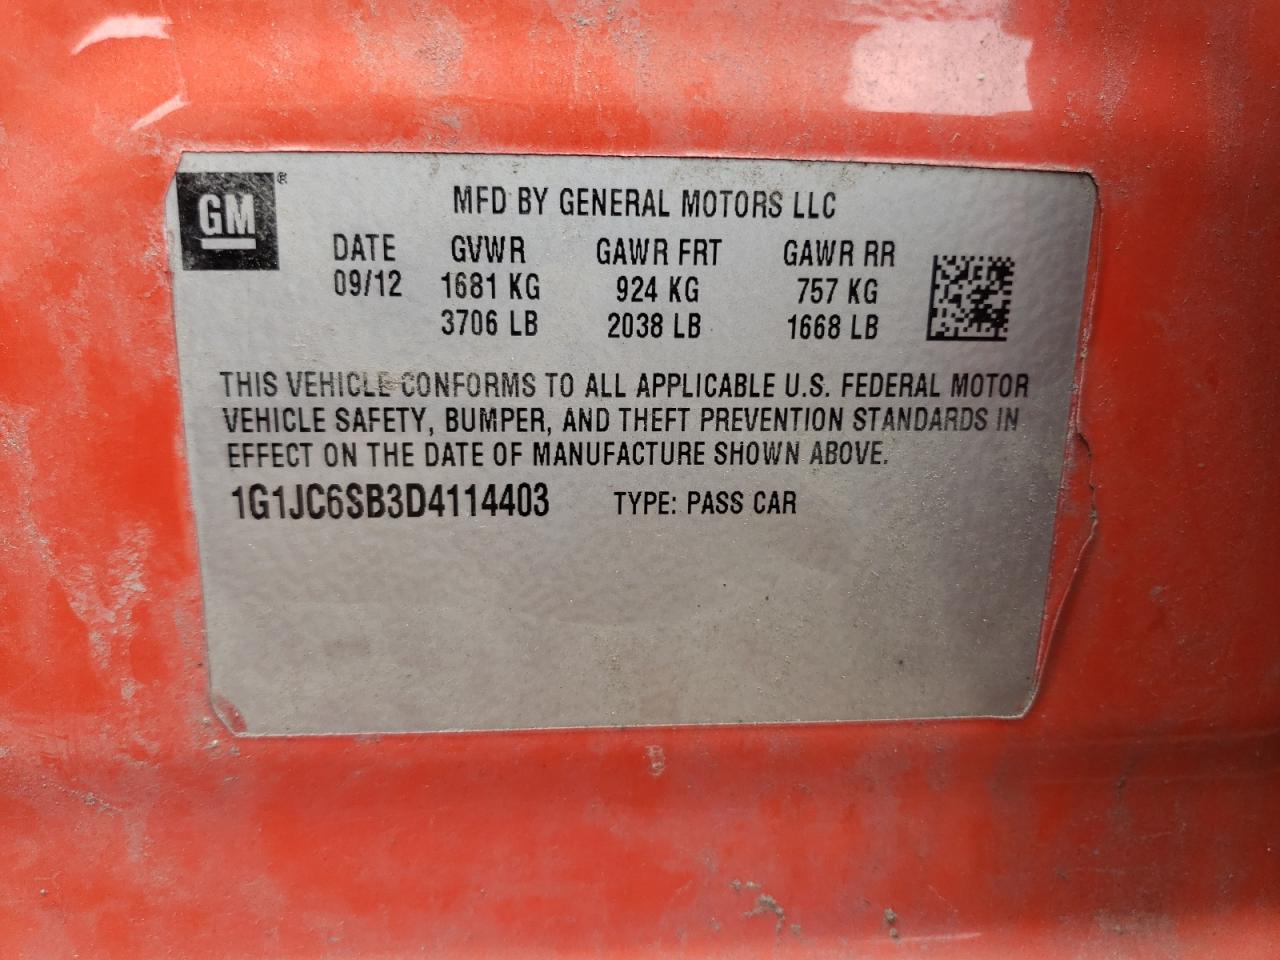 GM®
MFD BY GENERAL MOTORS LLC
DATE GVWR GAWR FRT GAWR RR
09/12 1681 KG 924 KG 757 KG
3706 LB 2038 LB 1668 LB
THIS VEHICLE CONFORMS TO ALL APPLICABLE U.S. FEDERAL MOTOR
VEHICLE SAFETY, BUMPER, AND THEFT PREVENTION STANDARDS IN
EFFECT ON THE DATE OF MANUFACTURE SHOWN ABOVE.
1G1JC6SB3D4114403 TYPE: PASS CAR